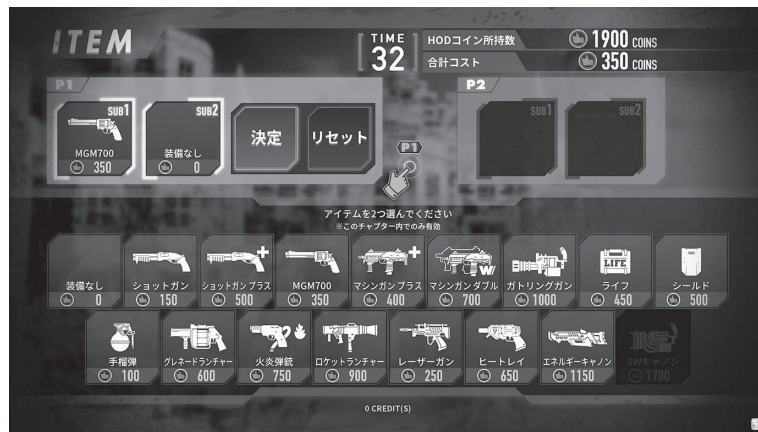 ITEM
TIME
32
HODコイン所持数 1900 COINS
合計コスト 350 COINS
P1
SUB1
MGM700
350
SUB2
装備なし
0
決定
リセット
P2
SUB1
SUB2
P1
アイテムを2つ選んでください
※このチャプター内でのみ有効
装備なし
0
ショットガン
150
ショットガン プラス
500
MGM700
350
マシンガン プラス
400
W
マシンガン ダブル
700
ガトリングガン
1000
LIFE
ライフ
450
シールド
500
手榴弾
100
グレネードランチャー
600
火炎弾銃
750
ロケットランチャー
900
レーザーガン
250
ヒートレイ
650
エネルギーキャノン
1150
SWキャノン
1700
0 CREDIT(S)